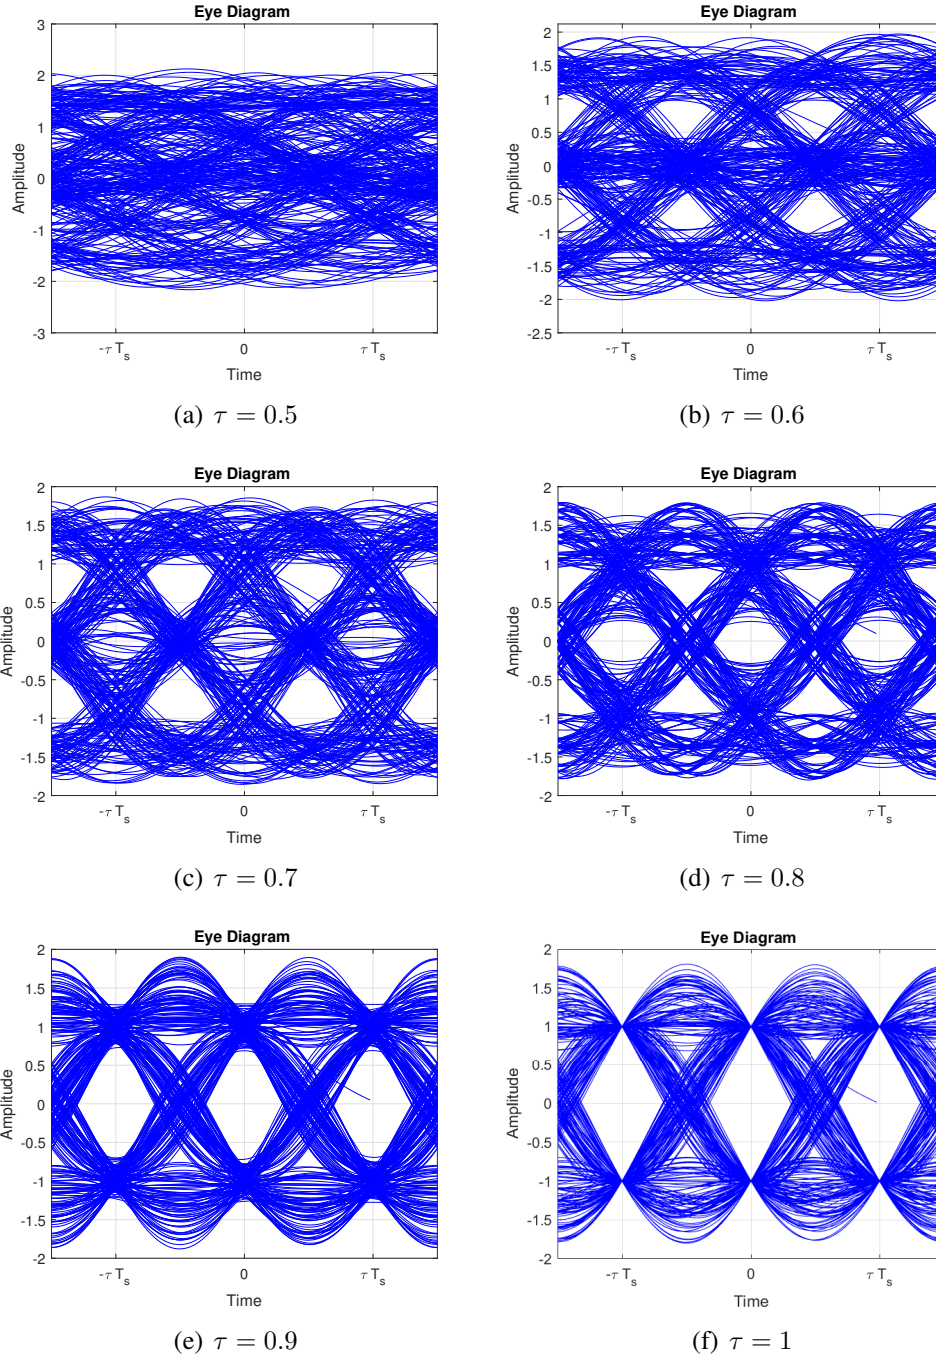 Eye Diagram
3
2
1
0
-1
-2
-3
Amplitude
-τ T_s
0
τ T_s
Time
(a) τ = 0.5
Eye Diagram
2
1.5
1
0.5
0
-0.5
-1
-1.5
-2
-2.5
Amplitude
-τ T_s
0
τ T_s
Time
(b) τ = 0.6
Eye Diagram
2
1.5
1
0.5
0
-0.5
-1
-1.5
-2
Amplitude
-τ T_s
0
τ T_s
Time
(c) τ = 0.7
Eye Diagram
2
1.5
1
0.5
0
-0.5
-1
-1.5
-2
Amplitude
-τ T_s
0
τ T_s
Time
(d) τ = 0.8
Eye Diagram
2
1.5
1
0.5
0
-0.5
-1
-1.5
-2
Amplitude
-τ T_s
0
τ T_s
Time
(e) τ = 0.9
Eye Diagram
2
1.5
1
0.5
0
-0.5
-1
-1.5
-2
Amplitude
-τ T_s
0
τ T_s
Time
(f) τ = 1